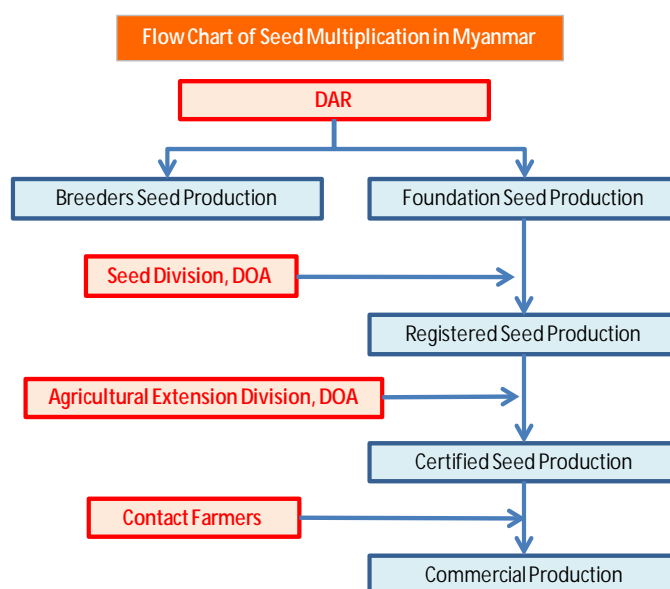 Flow Chart of Seed Multiplication in Myanmar
DAR
Breeders Seed Production
Foundation Seed Production
Seed Division, DOA
Registered Seed Production
Agricultural Extension Division, DOA
Certified Seed Production
Contact Farmers
Commercial Production